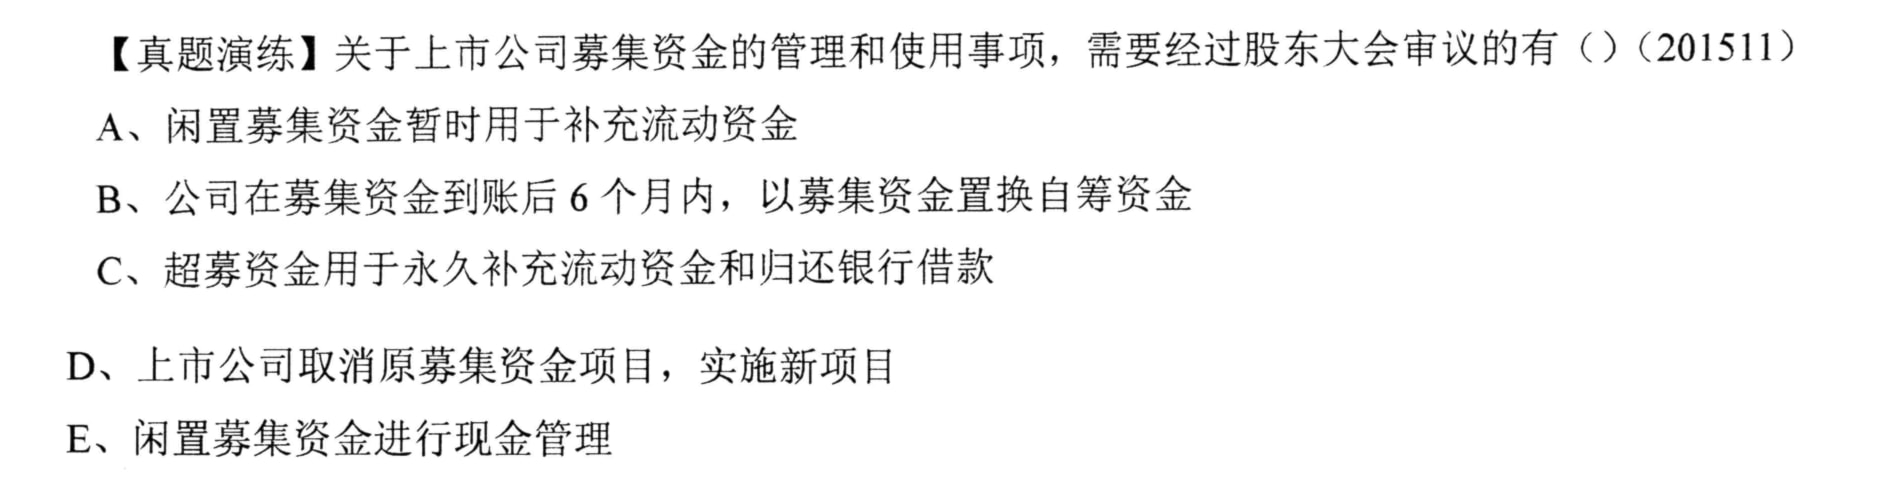 【真题演练】关于上市公司募集资金的管理和使用事项，需要经过股东大会审议的有（）（201511）
A、闲置募集资金暂时用于补充流动资金
B、公司在募集资金到账后 6 个月内，以募集资金置换自筹资金
C、超募资金用于永久补充流动资金和归还银行借款
D、上市公司取消原募集资金项目，实施新项目
E、闲置募集资金进行现金管理